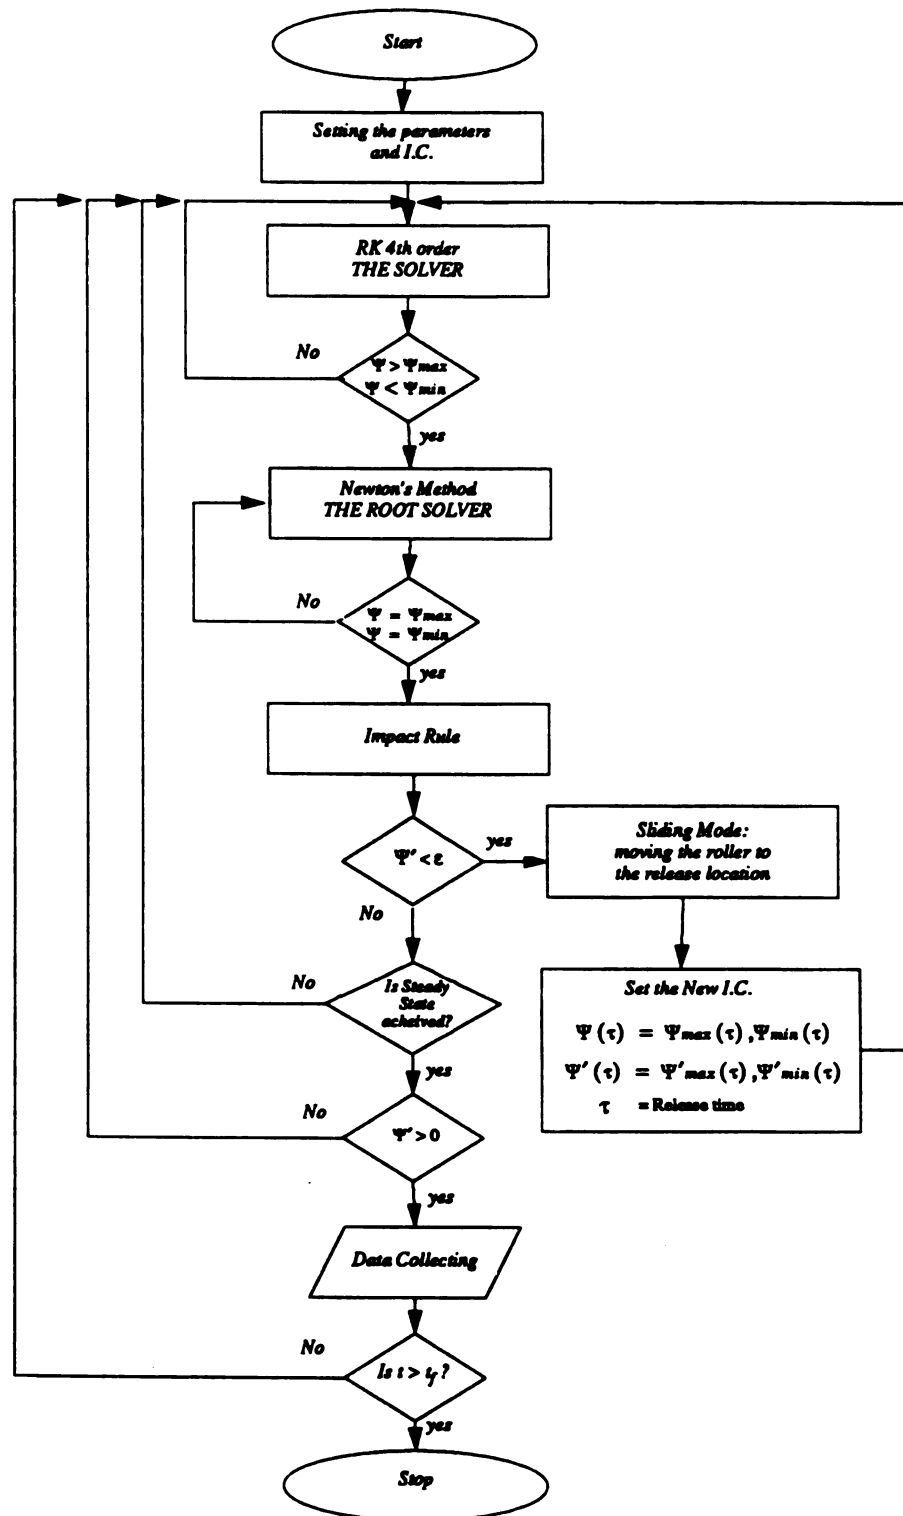 Start
Setting the parameters
and I.C.
RK 4th order
THE SOLVER
No
Ψ > Ψmax
Ψ < Ψmin
yes
Newton's Method
THE ROOT SOLVER
No
Ψ = Ψmax
Ψ = Ψmin
yes
Impact Rule
Ψ' < ε
yes
Sliding Mode:
moving the roller to
the release location
No
No
Is Steady
State
acheived?
Set the New I.C.
Ψ (τ) = Ψmax (τ) ,Ψmin (τ)
Ψ' (τ) = Ψ'max (τ) ,Ψ'min (τ)
τ = Release time
yes
No
Ψ' > 0
yes
Data Collecting
No
Is t > tf ?
yes
Stop